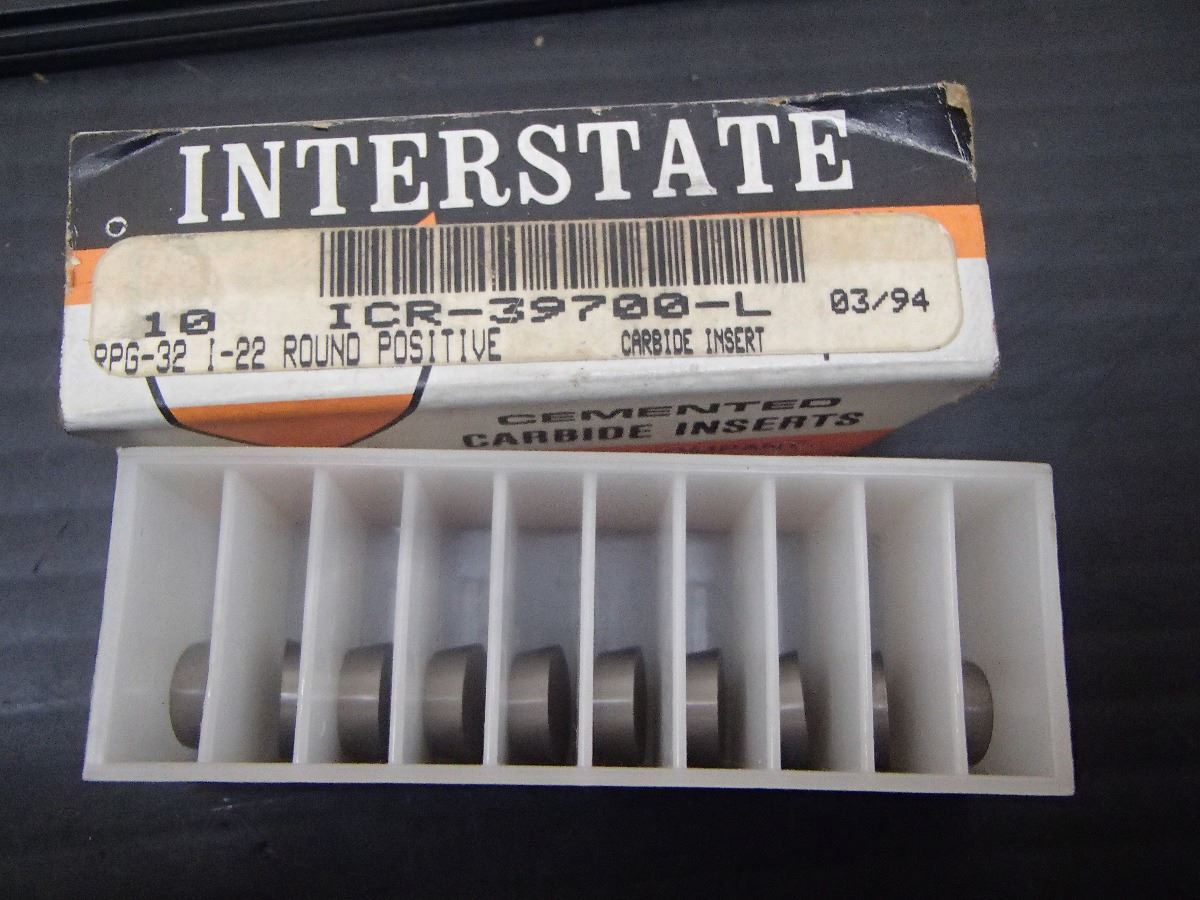 INTERSTATE
10 ICR-39700-L 03/94
RPG-32 I-22 ROUND POSITIVE CARBIDE INSERT
CEMENTED
CARBIDE INSERTS